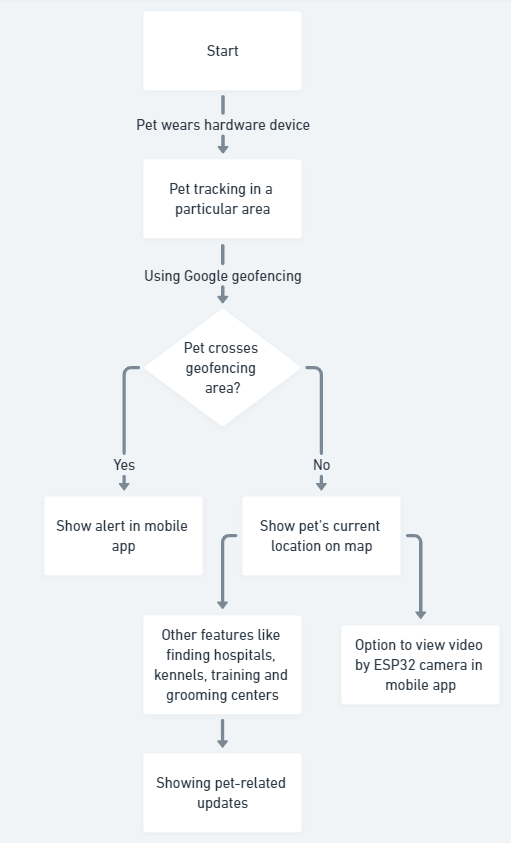 Start
Pet wears hardware device
Pet tracking in a
particular area
Using Google geofencing
Pet crosses
geofencing
area?
Yes
No
Show alert in mobile
app
Show pet's current
location on map
Other features like
finding hospitals,
kennels, training and
grooming centers
Option to view video
by ESP32 camera in
mobile app
Showing pet-related
updates